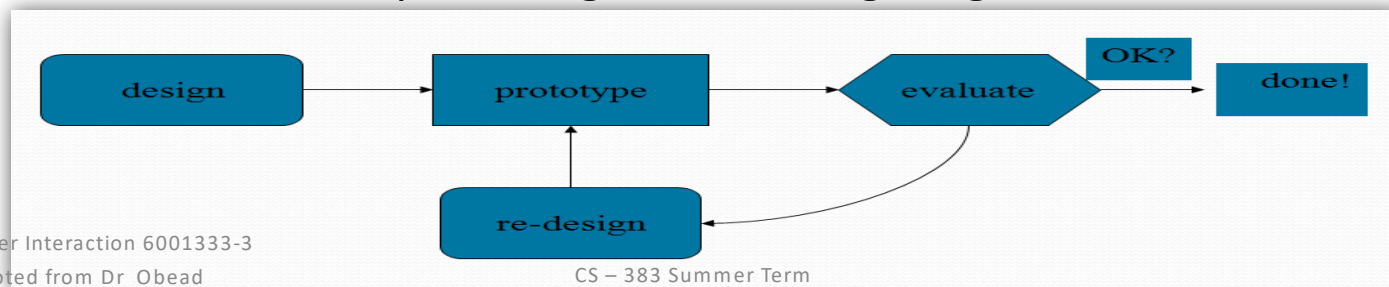 OK?
design
prototype
evaluate
done!
re-design
er Interaction 6001333-3
oted from Dr Obead
CS – 383 Summer Term